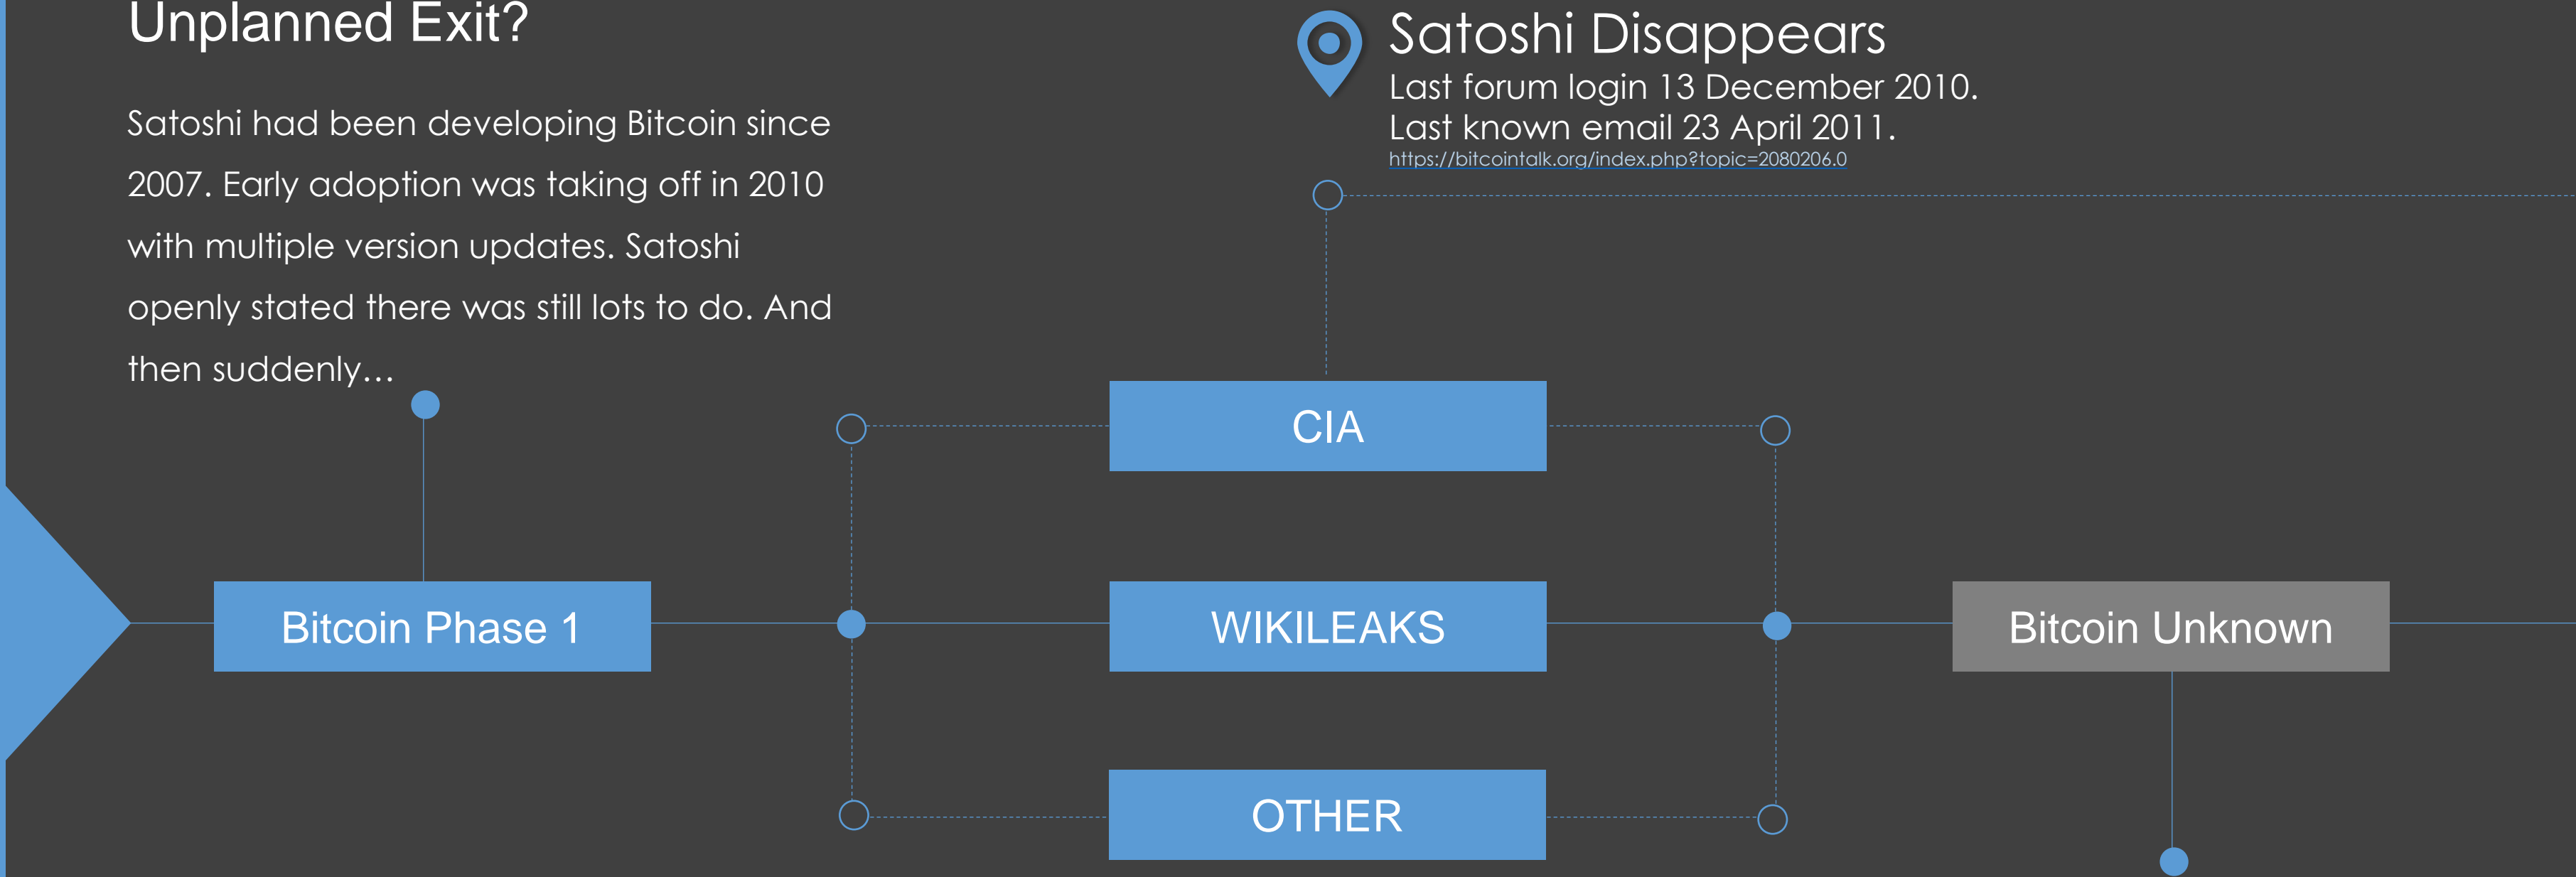 Unplanned Exit?
Satoshi had been developing Bitcoin since
2007. Early adoption was taking off in 2010
with multiple version updates. Satoshi
openly stated there was still lots to do. And
then suddenly…
Satoshi Disappears
Last forum login 13 December 2010.
Last known email 23 April 2011.
https://bitcointalk.org/index.php?topic=2080206.0
CIA
Bitcoin Phase 1
WIKILEAKS
Bitcoin Unknown
OTHER